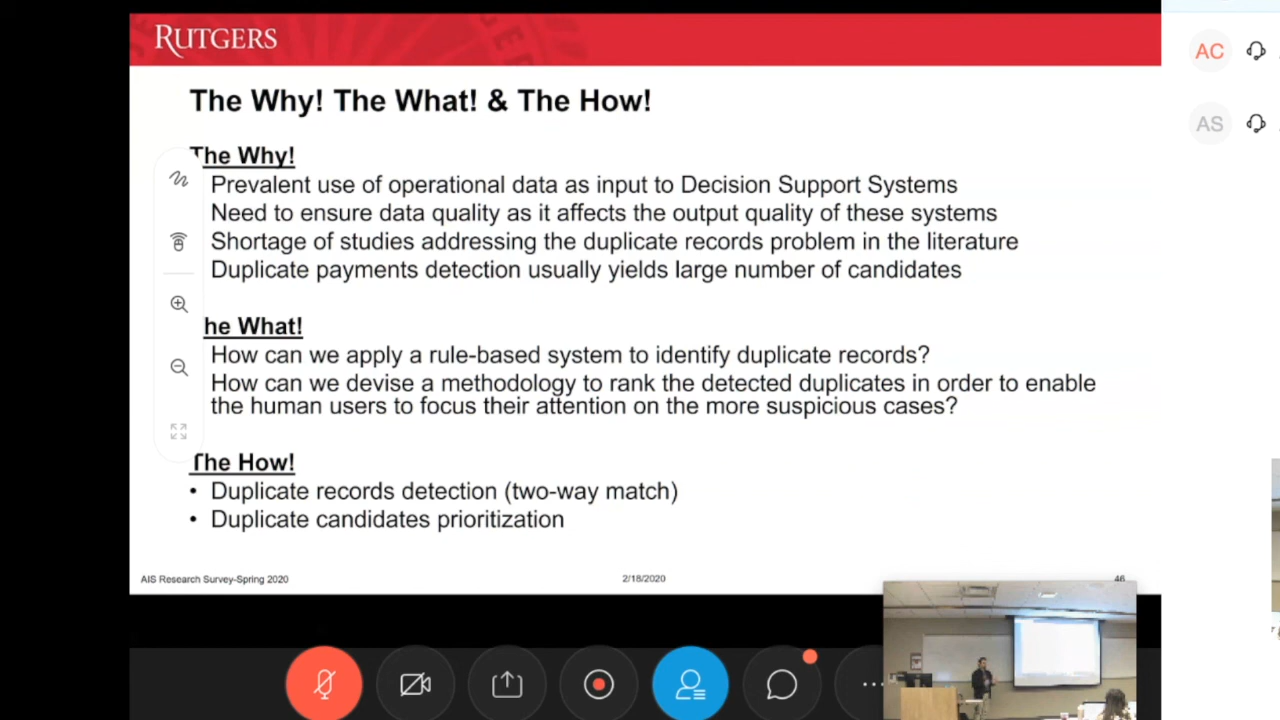 RUTGERS
AC
AS
The Why! The What! & The How!
The Why!
Prevalent use of operational data as input to Decision Support Systems
Need to ensure data quality as it affects the output quality of these systems
Shortage of studies addressing the duplicate records problem in the literature
Duplicate payments detection usually yields large number of candidates
he What!
How can we apply a rule-based system to identify duplicate records?
How can we devise a methodology to rank the detected duplicates in order to enable
the human users to focus their attention on the more suspicious cases?
The How!
• Duplicate records detection (two-way match)
• Duplicate candidates prioritization
AIS Research Survey-Spring 2020
2/18/2020
46